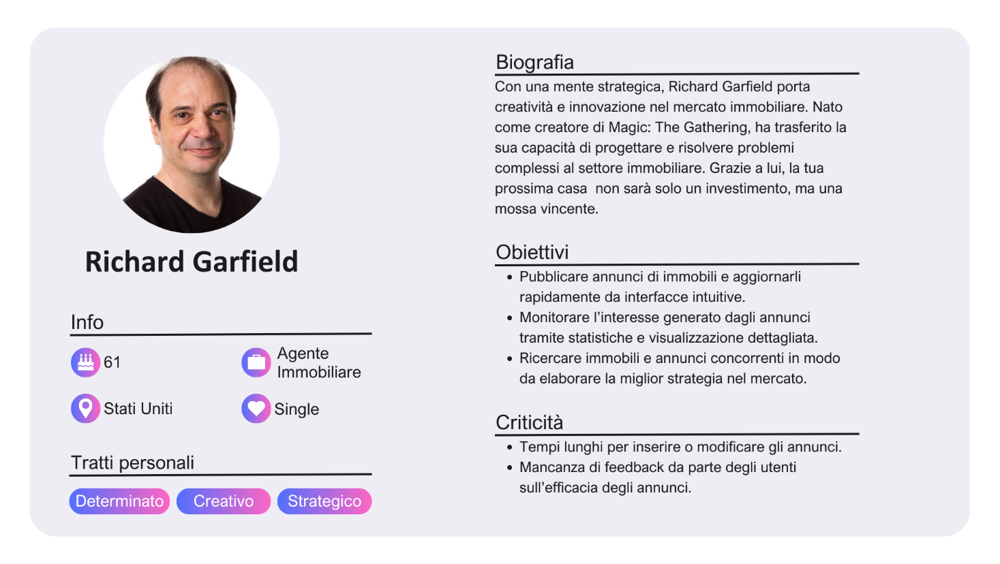 Richard Garfield
Info
61
Agente
Immobiliare
Stati Uniti
Single
Tratti personali
Determinato
Creativo
Strategico
Biografia
Con una mente strategica, Richard Garfield porta
creatività e innovazione nel mercato immobiliare. Nato
come creatore di Magic: The Gathering, ha trasferito la
sua capacità di progettare e risolvere problemi
complessi al settore immobiliare. Grazie a lui, la tua
prossima casa  non sarà solo un investimento, ma una
mossa vincente.
Obiettivi
• Pubblicare annunci di immobili e aggiornarli
rapidamente da interfacce intuitive.
• Monitorare l’interesse generato dagli annunci
tramite statistiche e visualizzazione dettagliata.
• Ricercare immobili e annunci concorrenti in modo
da elaborare la miglior strategia nel mercato.
Criticità
• Tempi lunghi per inserire o modificare gli annunci.
• Mancanza di feedback da parte degli utenti
sull’efficacia degli annunci.